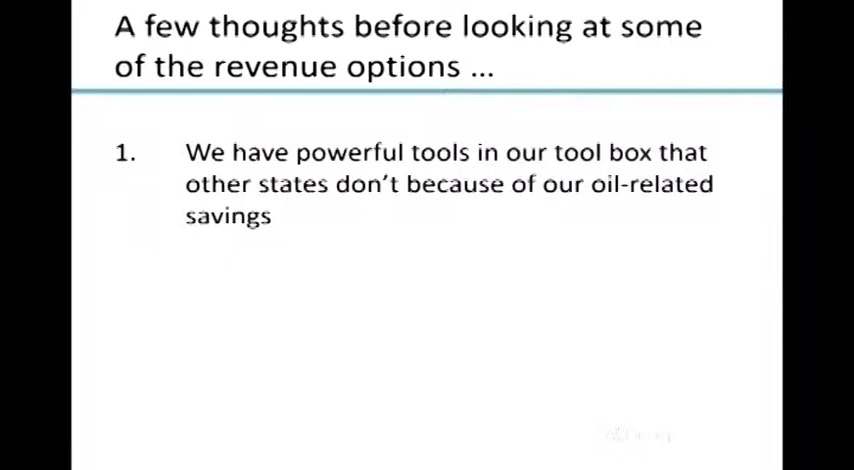 A few thoughts before looking at some
of the revenue options ...
1. We have powerful tools in our tool box that
other states don't because of our oil-related
savings